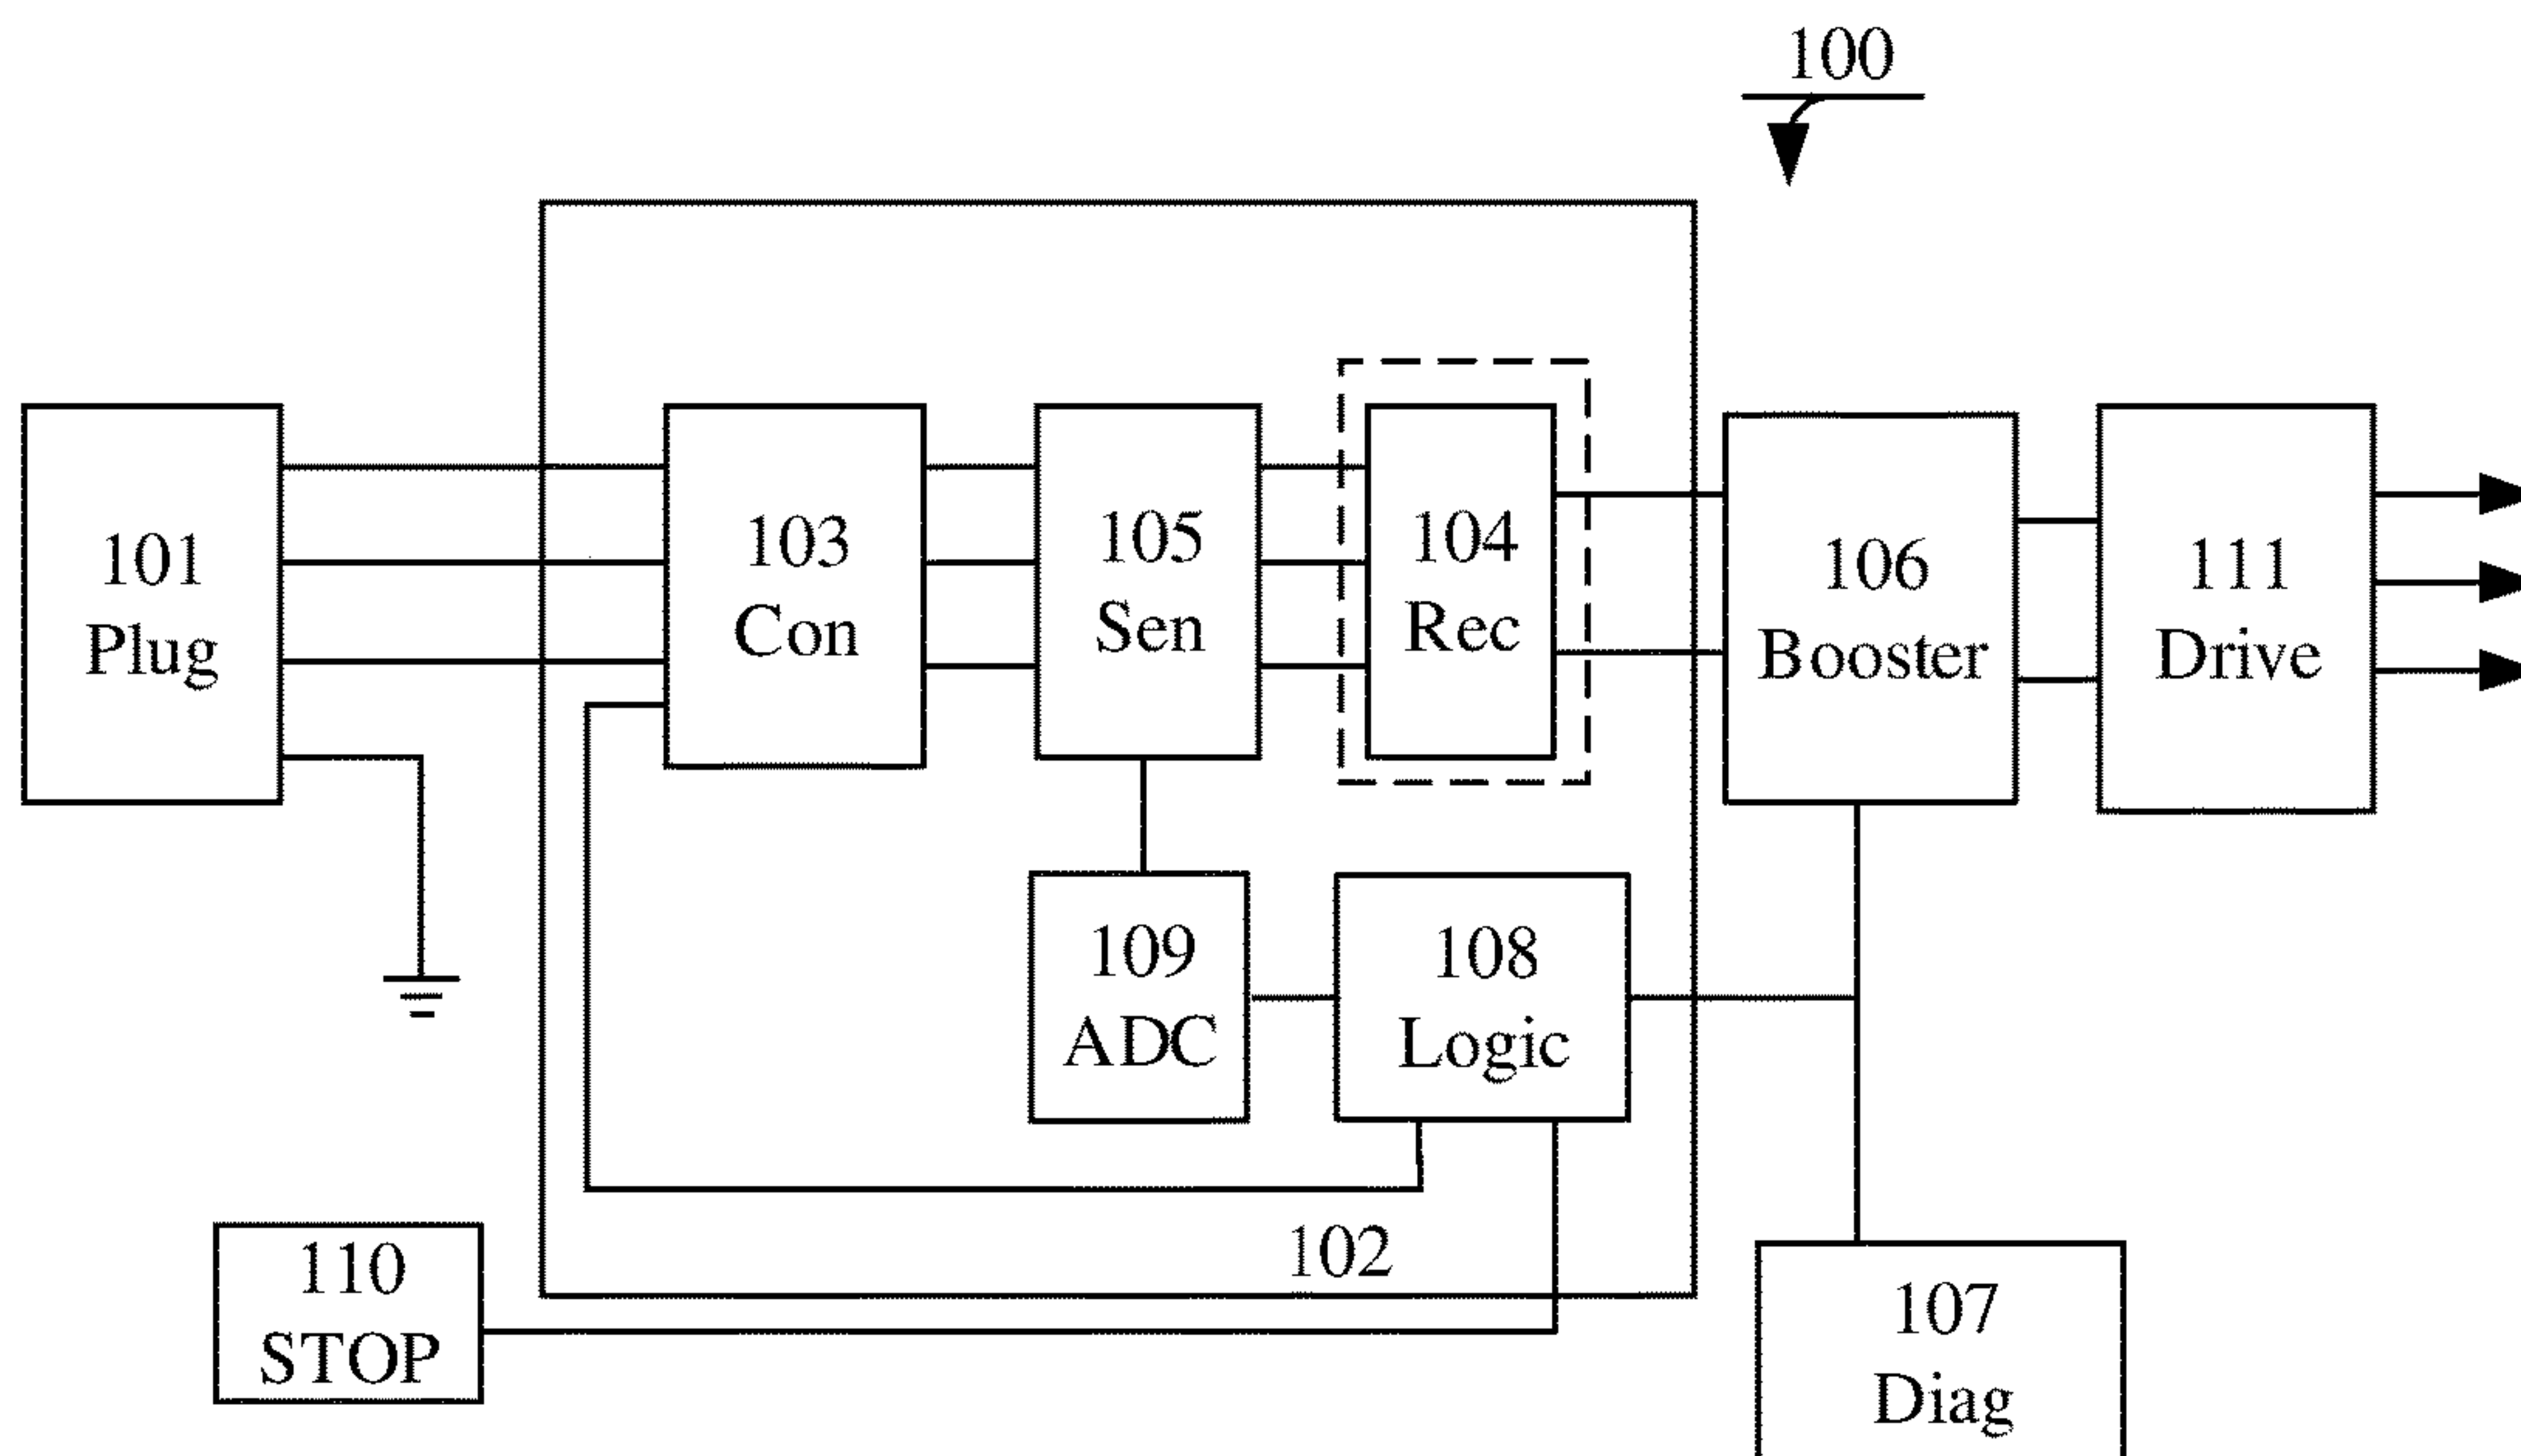 100
101
Plug
103
Con
105
Sen
104
Rec
106
Booster
111
Drive
109
ADC
108
Logic
102
110
STOP
107
Diag